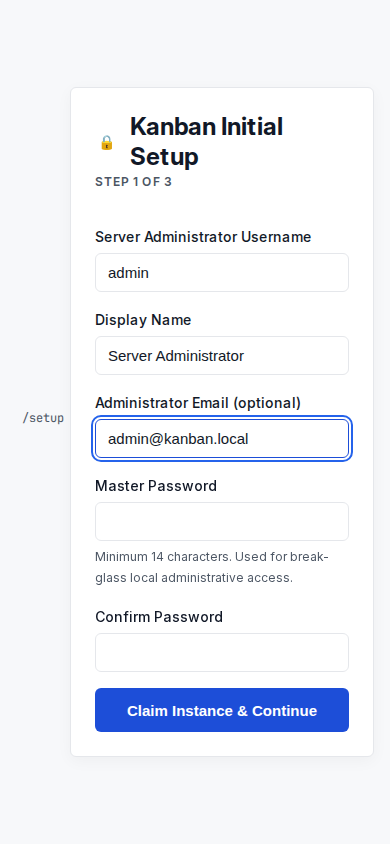 Kanban Initial
Setup
STEP 1 OF 3
Server Administrator Username
admin
Display Name
Server Administrator
Administrator Email (optional)
/setup
admin@kanban.local
Master Password
Minimum 14 characters. Used for break-
glass local administrative access.
Confirm Password
Claim Instance & Continue